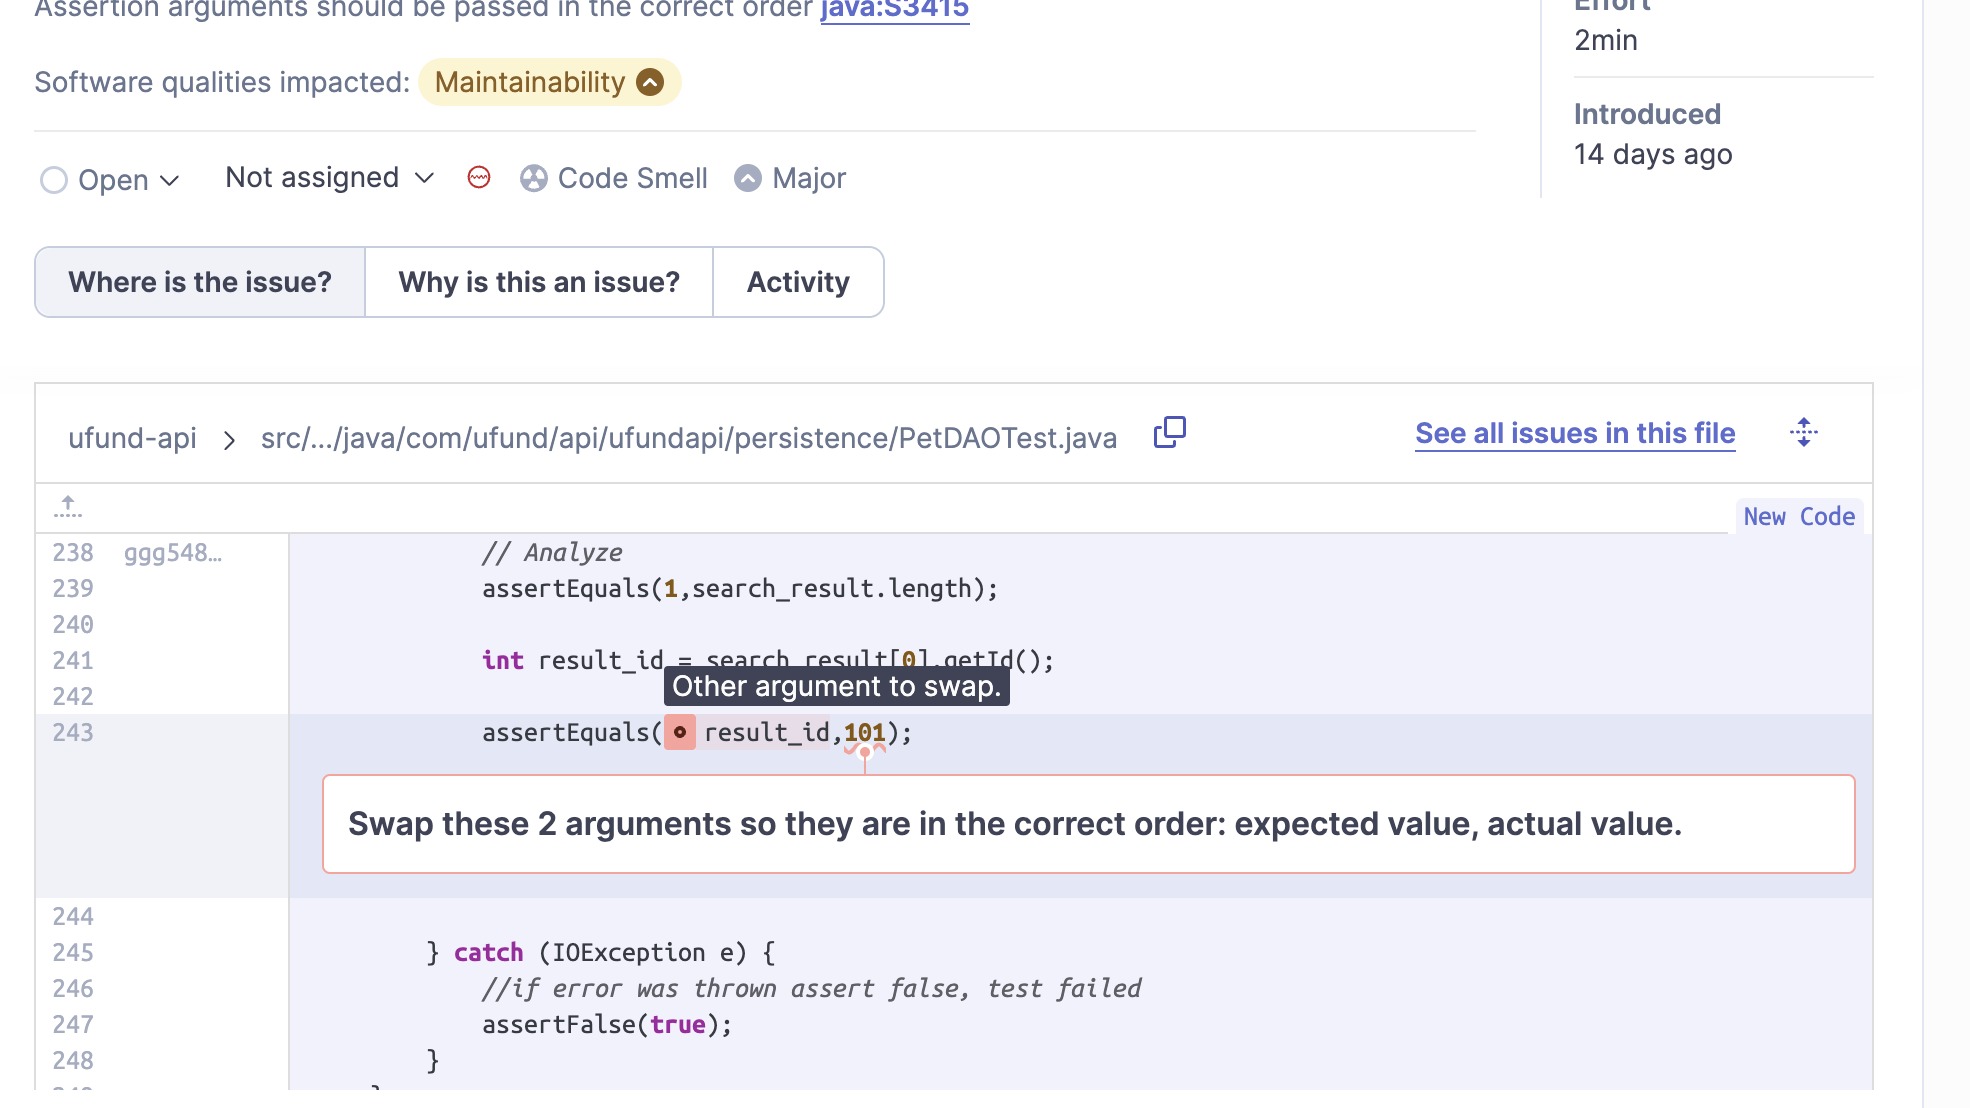 Assertion arguments should be passed in the correct order java:S3415
Effort
2min
Software qualities impacted: Maintainability
Introduced
14 days ago
Open Not assigned Code Smell Major
Where is the issue? Why is this an issue? Activity
ufund-api > src/.../java/com/ufund/api/ufundapi/persistence/PetDAOTest.java See all issues in this file
New Code
238 ggg548… // Analyze
239 assertEquals(1,search_result.length);
240
241 int result_id = search_result[0].getId();
242 Other argument to swap.
243 assertEquals(result_id,101);
Swap these 2 arguments so they are in the correct order: expected value, actual value.
244
245 } catch (IOException e) {
246 //if error was thrown assert false, test failed
247 assertFalse(true);
248 }